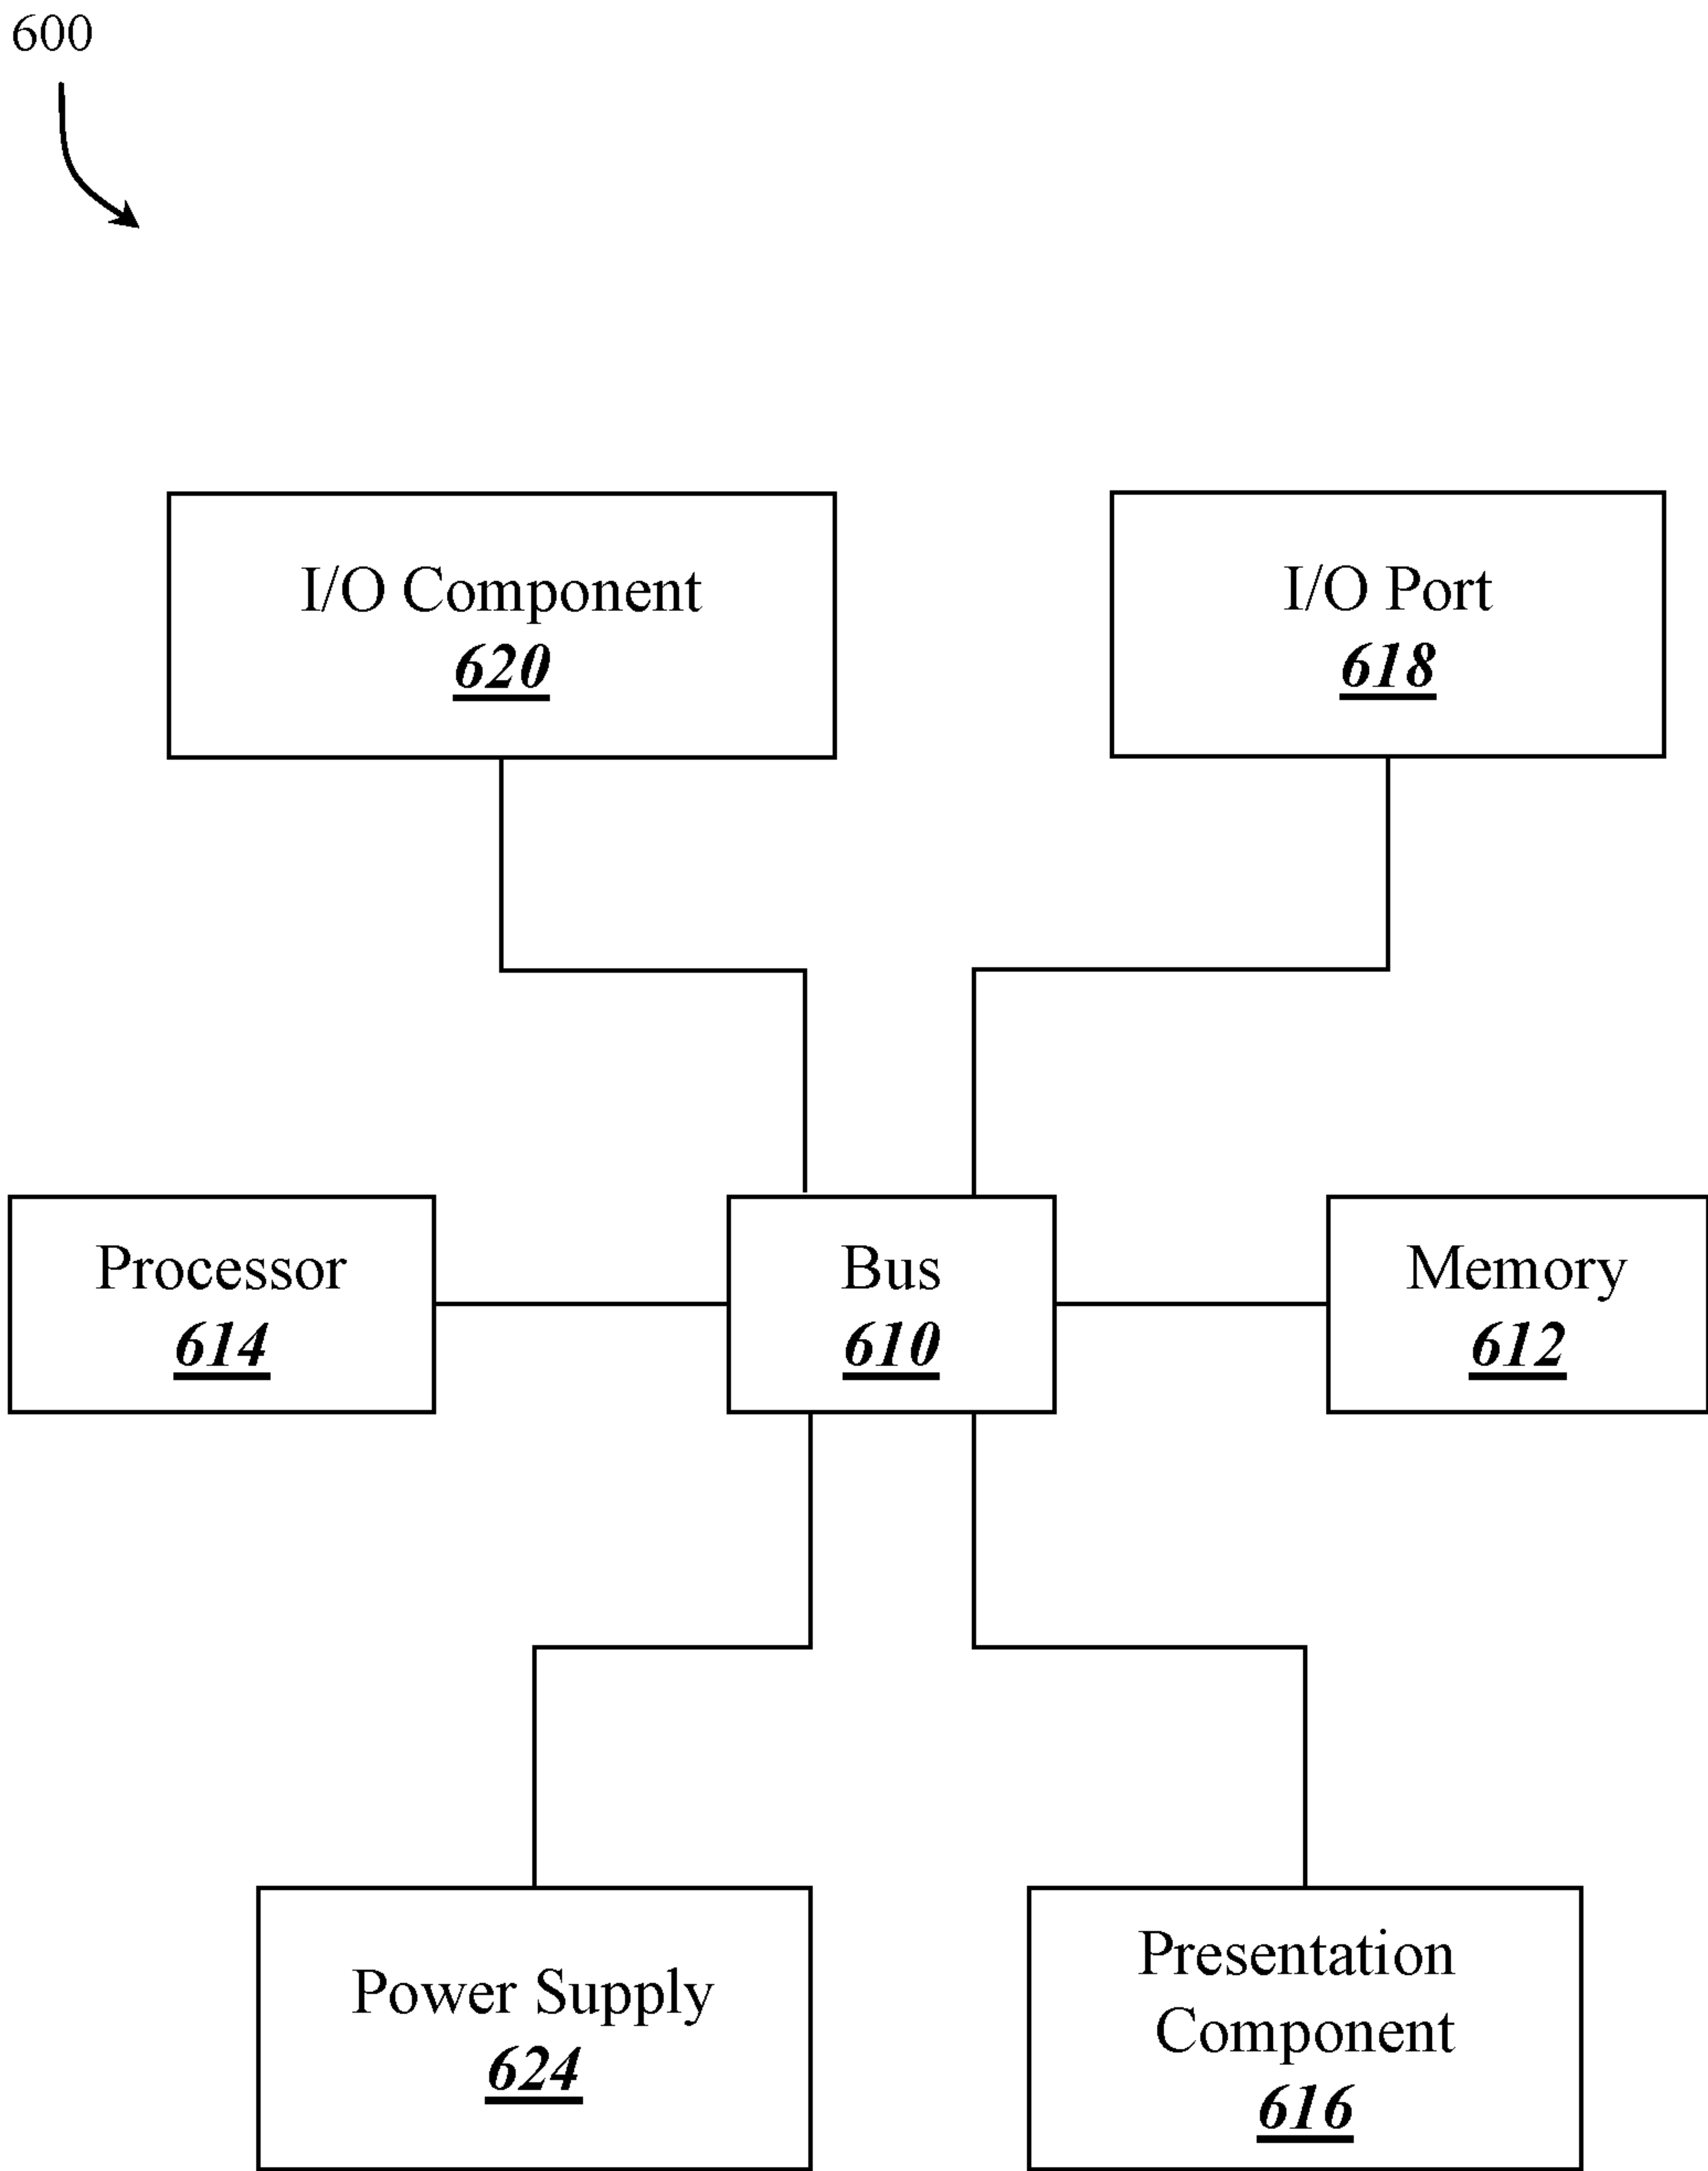 600
I/O Component
620
I/O Port
618
Processor
614
Bus
610
Memory
612
Power Supply
624
Presentation
Component
616